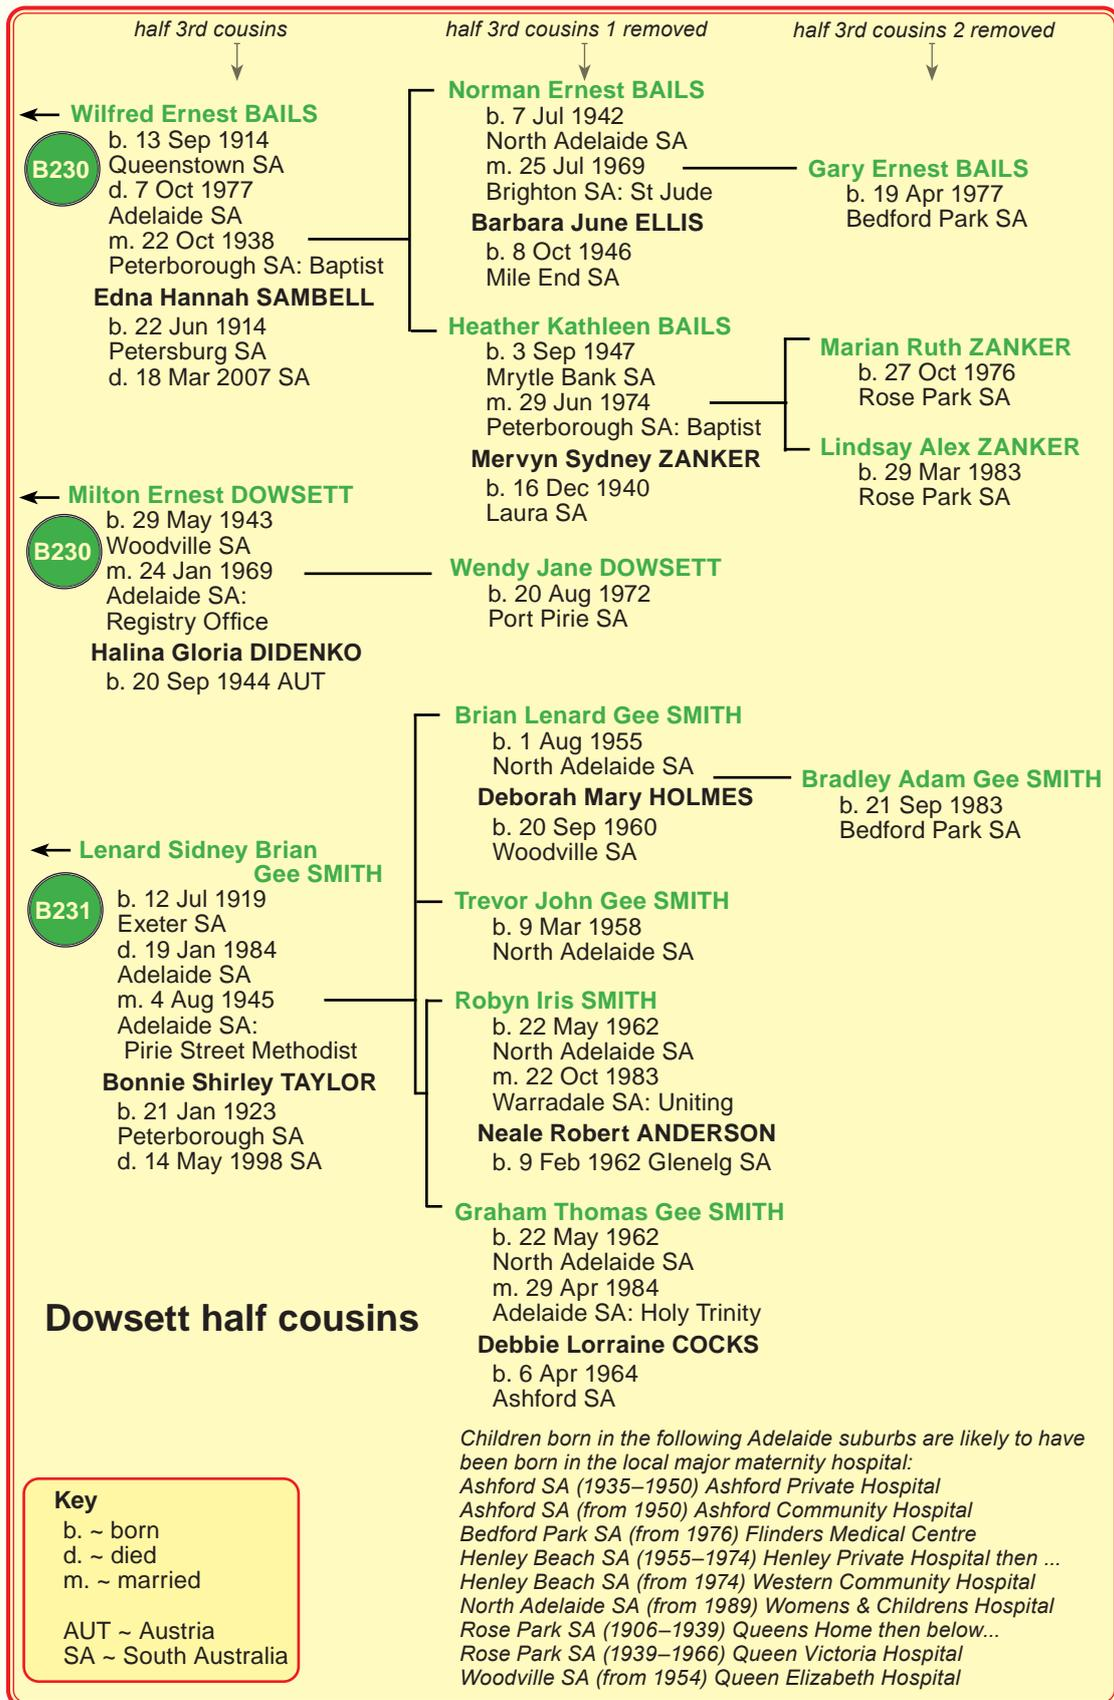 half 3rd cousins
half 3rd cousins 1 removed
half 3rd cousins 2 removed
Wilfred Ernest BAILS
B230
b. 13 Sep 1914
Queenstown SA
d. 7 Oct 1977
Adelaide SA
m. 22 Oct 1938
Peterborough SA: Baptist
Edna Hannah SAMBELL
b. 22 Jun 1914
Petersburg SA
d. 18 Mar 2007 SA
Milton Ernest DOWSETT
B230
b. 29 May 1943
Woodville SA
m. 24 Jan 1969
Adelaide SA:
Registry Office
Halina Gloria DIDENKO
b. 20 Sep 1944 AUT
Lenard Sidney Brian
Gee SMITH
B231
b. 12 Jul 1919
Exeter SA
d. 19 Jan 1984
Adelaide SA
m. 4 Aug 1945
Adelaide SA:
Pirie Street Methodist
Bonnie Shirley TAYLOR
b. 21 Jan 1923
Peterborough SA
d. 14 May 1998 SA
Norman Ernest BAILS
b. 7 Jul 1942
North Adelaide SA
m. 25 Jul 1969
Brighton SA: St Jude
Barbara June ELLIS
b. 8 Oct 1946
Mile End SA
Heather Kathleen BAILS
b. 3 Sep 1947
Mrytle Bank SA
m. 29 Jun 1974
Peterborough SA: Baptist
Mervyn Sydney ZANKER
b. 16 Dec 1940
Laura SA
Wendy Jane DOWSETT
b. 20 Aug 1972
Port Pirie SA
Brian Lenard Gee SMITH
b. 1 Aug 1955
North Adelaide SA
Deborah Mary HOLMES
b. 20 Sep 1960
Woodville SA
Trevor John Gee SMITH
b. 9 Mar 1958
North Adelaide SA
Robyn Iris SMITH
b. 22 May 1962
North Adelaide SA
m. 22 Oct 1983
Warradale SA: Uniting
Neale Robert ANDERSON
b. 9 Feb 1962 Glenelg SA
Graham Thomas Gee SMITH
b. 22 May 1962
North Adelaide SA
m. 29 Apr 1984
Adelaide SA: Holy Trinity
Debbie Lorraine COCKS
b. 6 Apr 1964
Ashford SA
Gary Ernest BAILS
b. 19 Apr 1977
Bedford Park SA
Marian Ruth ZANKER
b. 27 Oct 1976
Rose Park SA
Lindsay Alex ZANKER
b. 29 Mar 1983
Rose Park SA
Bradley Adam Gee SMITH
b. 21 Sep 1983
Bedford Park SA
Dowsett half cousins
Key
b. ~ born
d. ~ died
m. ~ married
AUT ~ Austria
SA ~ South Australia
Children born in the following Adelaide suburbs are likely to have
been born in the local major maternity hospital:
Ashford SA (1935–1950) Ashford Private Hospital
Ashford SA (from 1950) Ashford Community Hospital
Bedford Park SA (from 1976) Flinders Medical Centre
Henley Beach SA (1955–1974) Henley Private Hospital then ...
Henley Beach SA (from 1974) Western Community Hospital
North Adelaide SA (from 1989) Womens & Childrens Hospital
Rose Park SA (1906–1939) Queens Home then below...
Rose Park SA (1939–1966) Queen Victoria Hospital
Woodville SA (from 1954) Queen Elizabeth Hospital